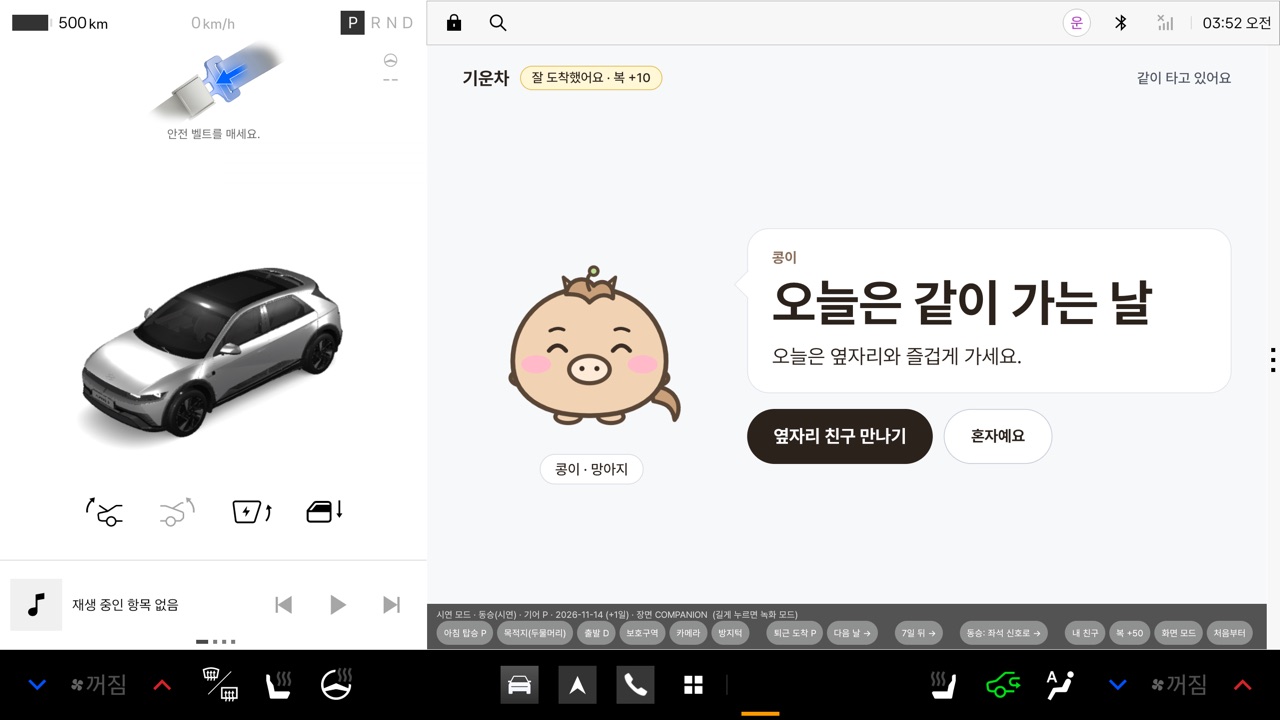 500 km
0 km/h
P R N D
운
03:52 오전
--
안전 벨트를 매세요.
재생 중인 항목 없음
기운차
잘 도착했어요 · 복 +10
같이 타고 있어요
콩이
오늘은 같이 가는 날
오늘은 옆자리와 즐겁게 가세요.
옆자리 친구 만나기
혼자예요
콩이 · 망아지
시연 모드 · 동승(시연) · 기어 P · 2026-11-14 (+1일) · 장면 COMPANION (길게 누르면 녹화 모드)
아침 탑승 P 목적지(두물머리) 출발 D 보호구역 카메라 방지턱 퇴근 도착 P 다음 날 → 7일 뒤 → 동승: 좌석 신호로 → 내 친구 복 +50 화면 모드 처음부터
꺼짐
A
꺼짐